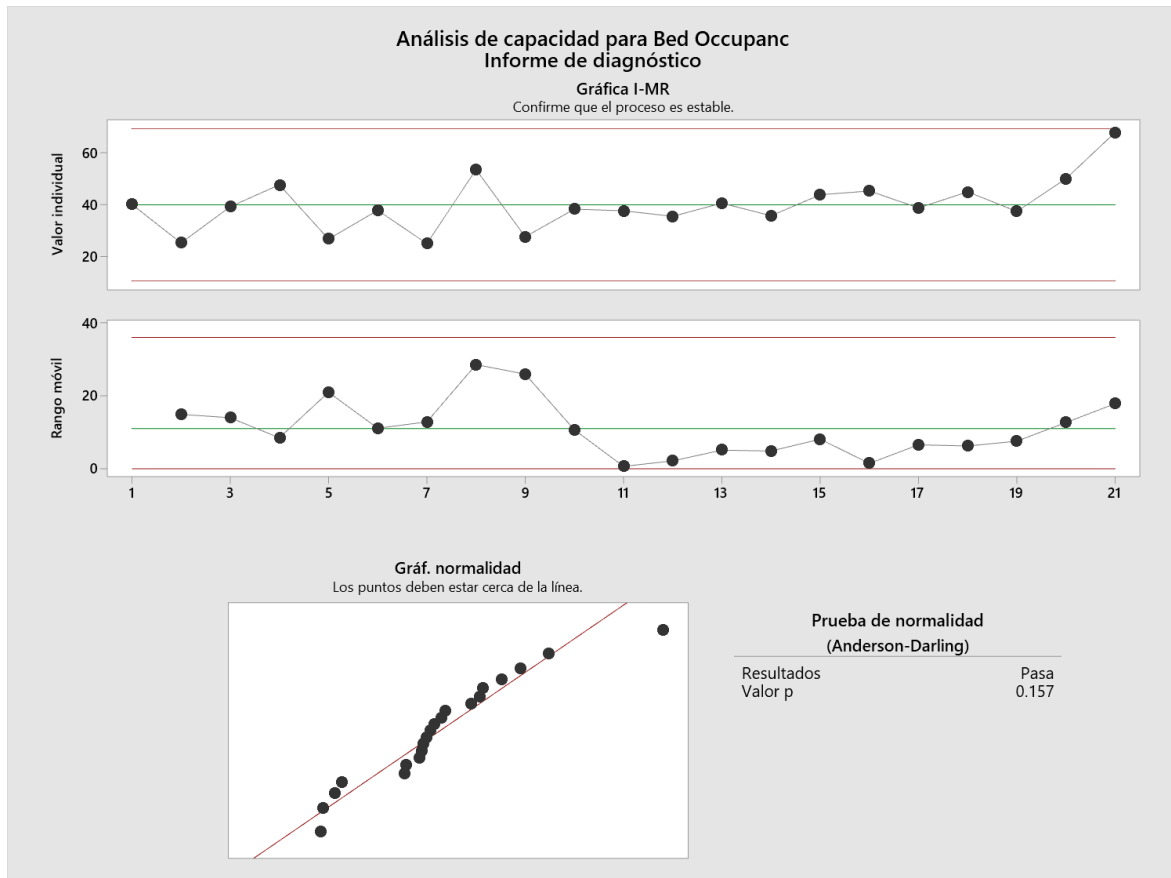 Análisis de capacidad para Bed Occupanc
Informe de diagnóstico
Gráfica I-MR
Confirme que el proceso es estable.
Valor individual
60
40
20
Rango móvil
40
20
0
1 3 5 7 9 11 13 15 17 19 21
Gráf. normalidad
Los puntos deben estar cerca de la línea.
Prueba de normalidad
(Anderson-Darling)
Resultados Pasa
Valor p 0.157